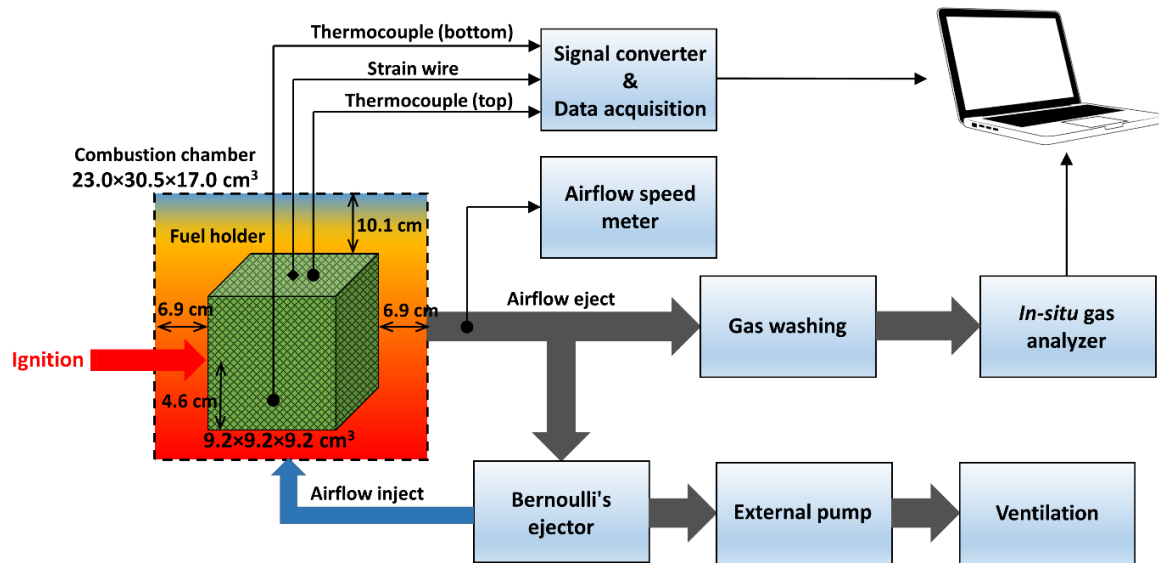 Thermocouple (bottom)
Strain wire
Thermocouple (top)
Signal converter
&
Data acquisition
Combustion chamber
23.0×30.5×17.0 cm³
Airflow speed
meter
10.1 cm
Fuel holder
6.9 cm
6.9 cm
Airflow eject
Gas washing
In-situ gas
analyzer
Ignition
4.6 cm
9.2×9.2×9.2 cm³
Airflow inject
Bernoulli's
ejector
External pump
Ventilation